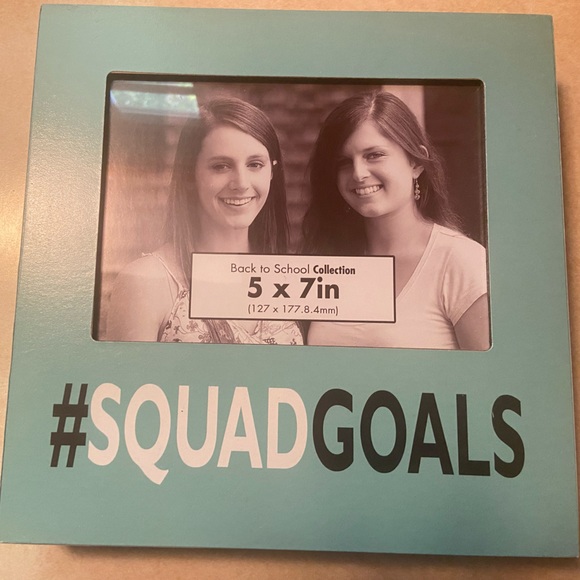 Back to School Collection
5 x 7in
(127 x 177.8.4mm)
#SQUADGOALS